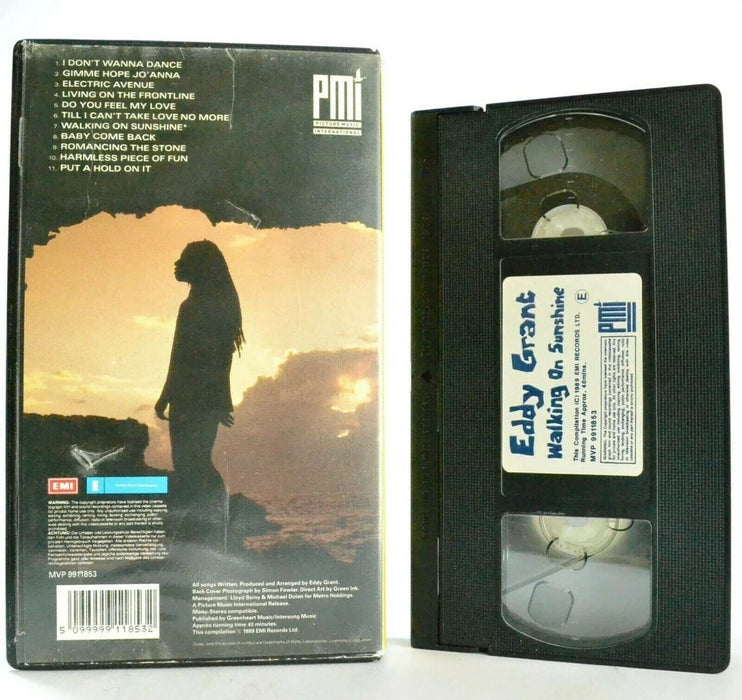 1. I DON'T WANNA DANCE
2. GIMME HOPE JO'ANNA
3. ELECTRIC AVENUE
4. LIVING ON THE FRONTLINE
5. DO YOU FEEL MY LOVE
6. TILL I CAN'T TAKE LOVE NO MORE
7. WALKING ON SUNSHINE*
8. BABY COME BACK
9. ROMANCING THE STONE
10. HARMLESS PIECE OF FUN
11. PUT A HOLD ON IT
PMI
PICTURE MUSIC
INTERNATIONAL
EMI
E
WARNING: The copyright proprietors have licensed the cinema-
MVP 9911853
5 099999 118532
All songs Written, Produced and Arranged by Eddy Grant.
Back Cover Photograph by Simon Fowler. Direct Art by Green Ink.
Management: Lloyd Beiny & Michael Dolan for Metro Holdings.
A Picture Music International Release.
Mono-Stereo compatible.
Published by Greenheart Music/Intersong Music
Approx running time 40 minutes.
This compilation © 1989 EMI Records Ltd.
Eddy Grant
Walking On Sunshine
This Compilation (C) 1989 EMI RECORDS LTD.
Running Time Approx. 40mins.
MVP 9911853
E
PMI